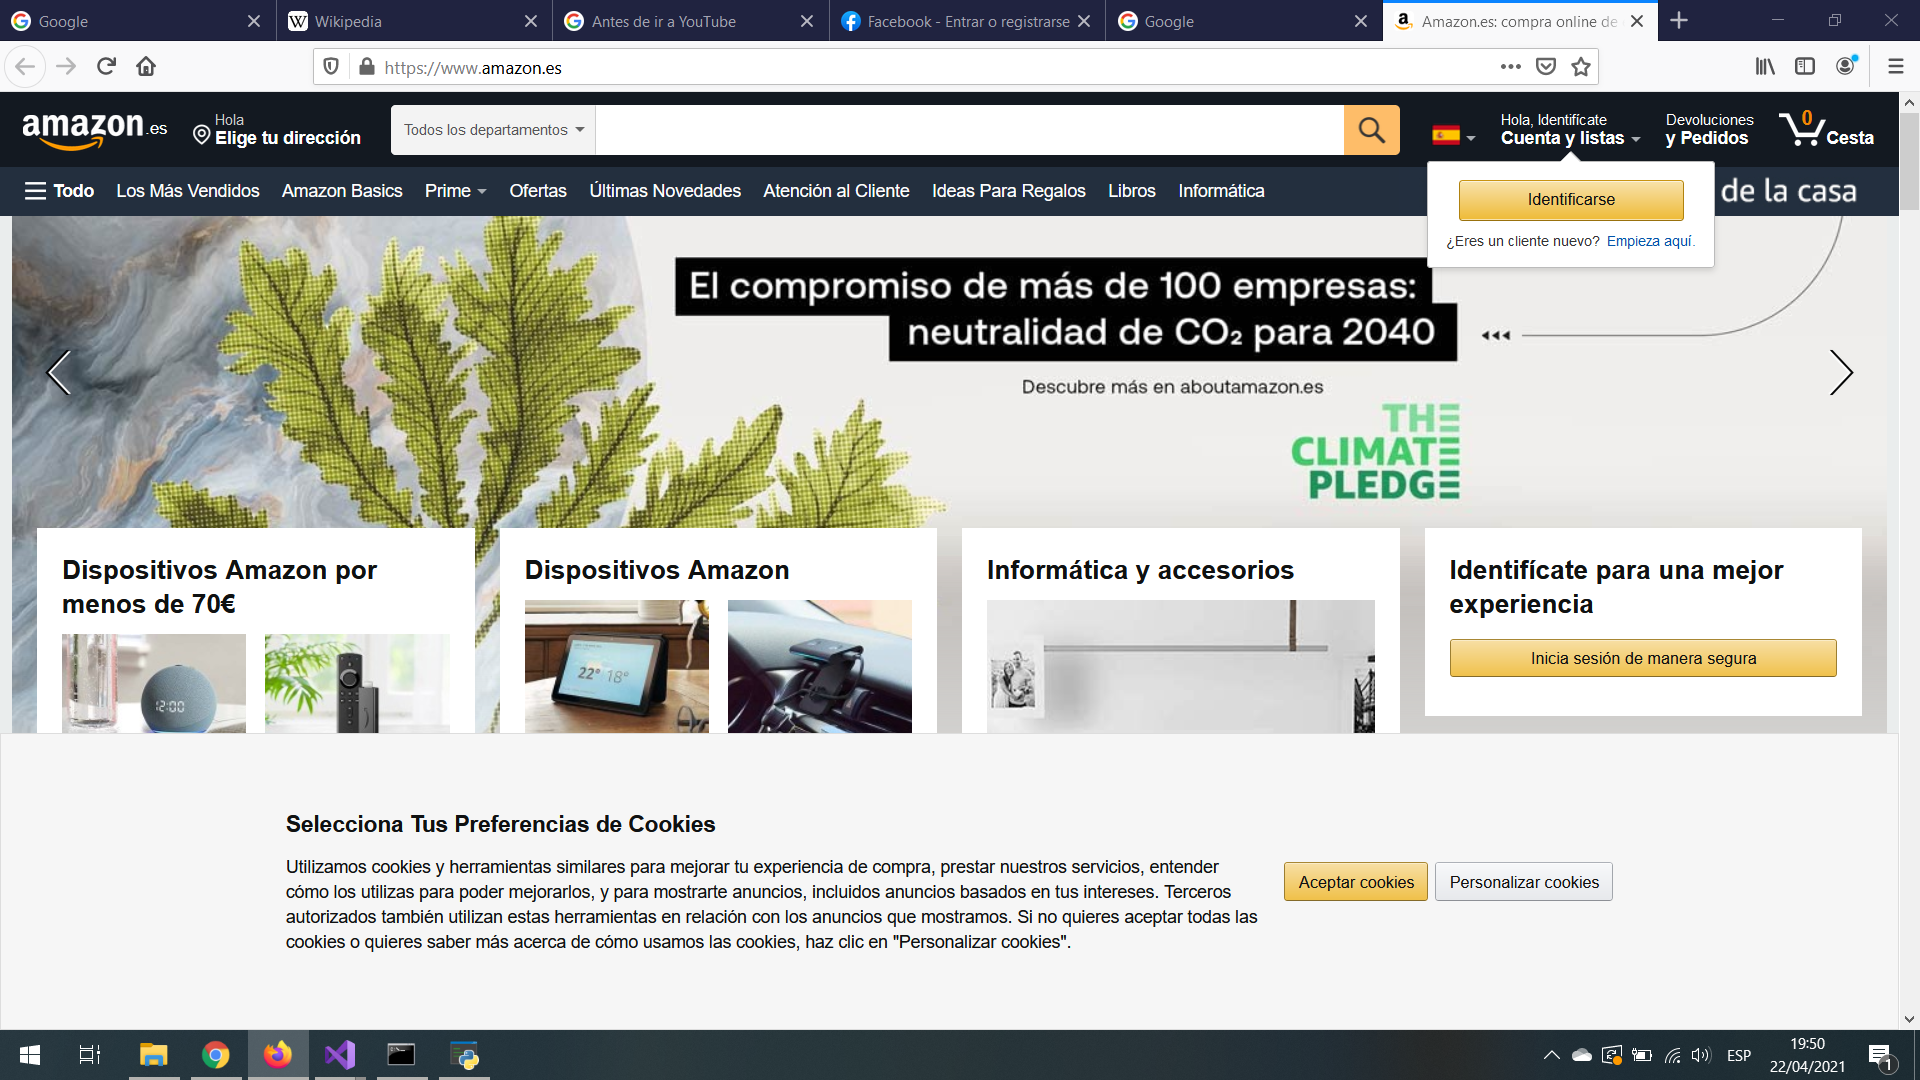 Google
Wikipedia
Antes de ir a YouTube
Facebook - Entrar o registrarse
Google
Amazon.es: compra online de
https://www.amazon.es
amazon.es
Hola
Elige tu dirección
Todos los departamentos
Hola, Identifícate
Cuenta y listas
Devoluciones
y Pedidos
0
Cesta
Todo
Los Más Vendidos
Amazon Basics
Prime
Ofertas
Últimas Novedades
Atención al Cliente
Ideas Para Regalos
Libros
Informática
de la casa
Identificarse
¿Eres un cliente nuevo? Empieza aquí.
El compromiso de más de 100 empresas:
neutralidad de CO₂ para 2040
Descubre más en aboutamazon.es
THE
CLIMATE
PLEDGE
Dispositivos Amazon por
menos de 70€
Dispositivos Amazon
Informática y accesorios
Identifícate para una mejor
experiencia
Inicia sesión de manera segura
12:00
22° 18°
Selecciona Tus Preferencias de Cookies
Utilizamos cookies y herramientas similares para mejorar tu experiencia de compra, prestar nuestros servicios, entender
cómo los utilizas para poder mejorarlos, y para mostrarte anuncios, incluidos anuncios basados en tus intereses. Terceros
autorizados también utilizan estas herramientas en relación con los anuncios que mostramos. Si no quieres aceptar todas las
cookies o quieres saber más acerca de cómo usamos las cookies, haz clic en "Personalizar cookies".
Aceptar cookies
Personalizar cookies
ESP
19:50
22/04/2021
1